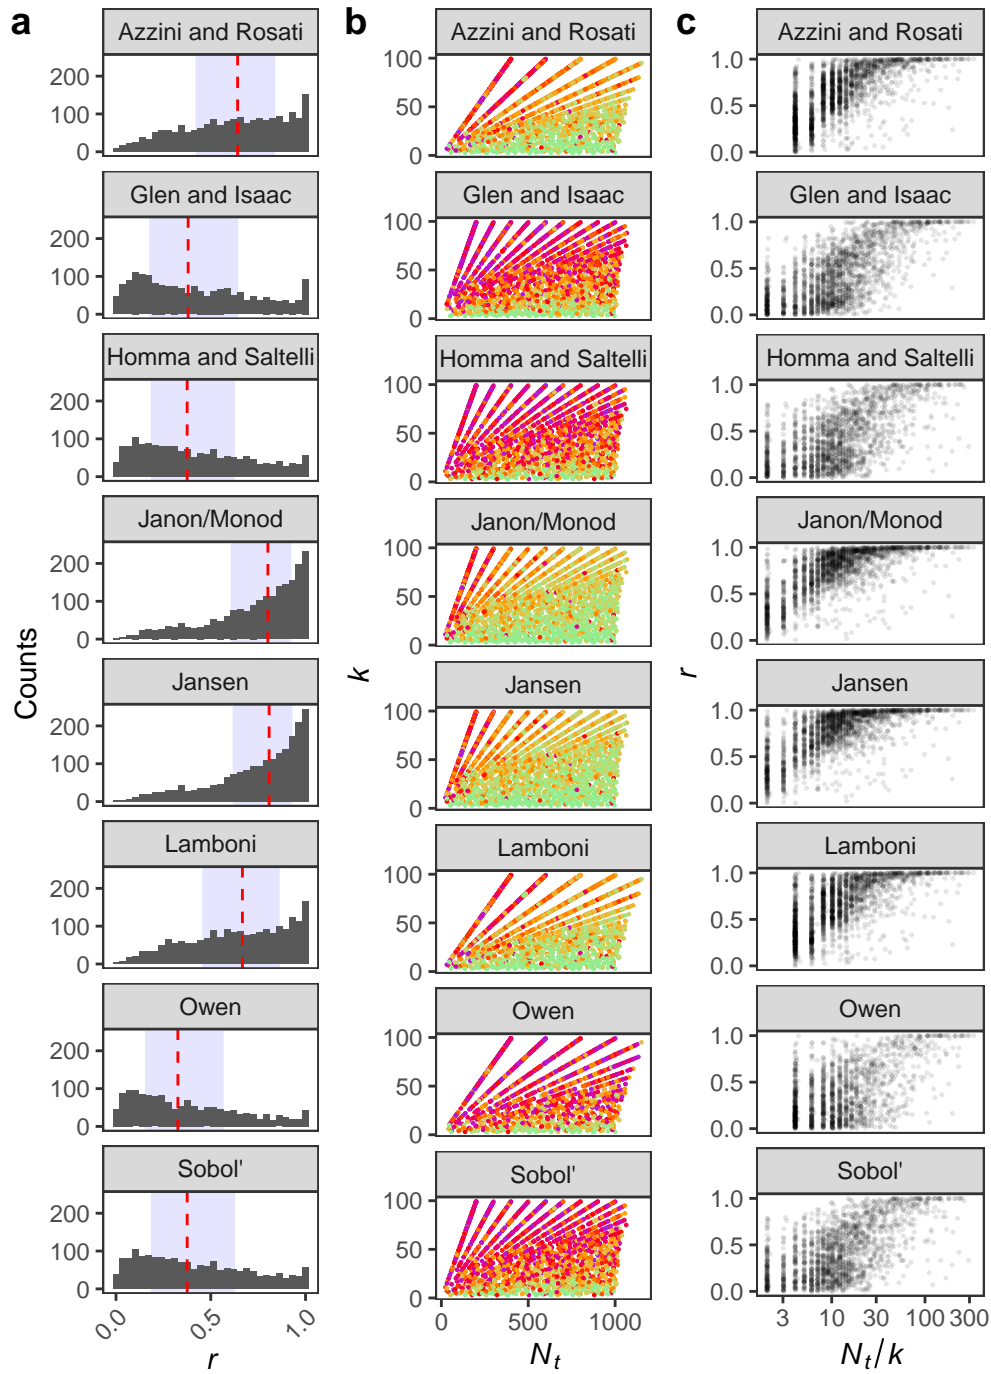 a
b
c
Azzini and Rosati
200
100
0
Glen and Isaac
200
100
0
Homma and Saltelli
200
100
0
Janon/Monod
200
100
0
Jansen
200
100
0
Lamboni
200
100
0
Owen
200
100
0
Sobol'
200
100
0
0.0
0.5
1.0
r
Counts
Azzini and Rosati
100
50
0
Glen and Isaac
100
50
0
Homma and Saltelli
100
50
0
Janon/Monod
100
50
0
Jansen
100
50
0
Lamboni
100
50
0
Owen
100
50
0
Sobol'
100
50
0
0
500
1000
N_t
k
Azzini and Rosati
1.0
0.5
0.0
Glen and Isaac
1.0
0.5
0.0
Homma and Saltelli
1.0
0.5
0.0
Janon/Monod
1.0
0.5
0.0
Jansen
1.0
0.5
0.0
Lamboni
1.0
0.5
0.0
Owen
1.0
0.5
0.0
Sobol'
1.0
0.5
0.0
3
10
30
100
300
N_t/k
r